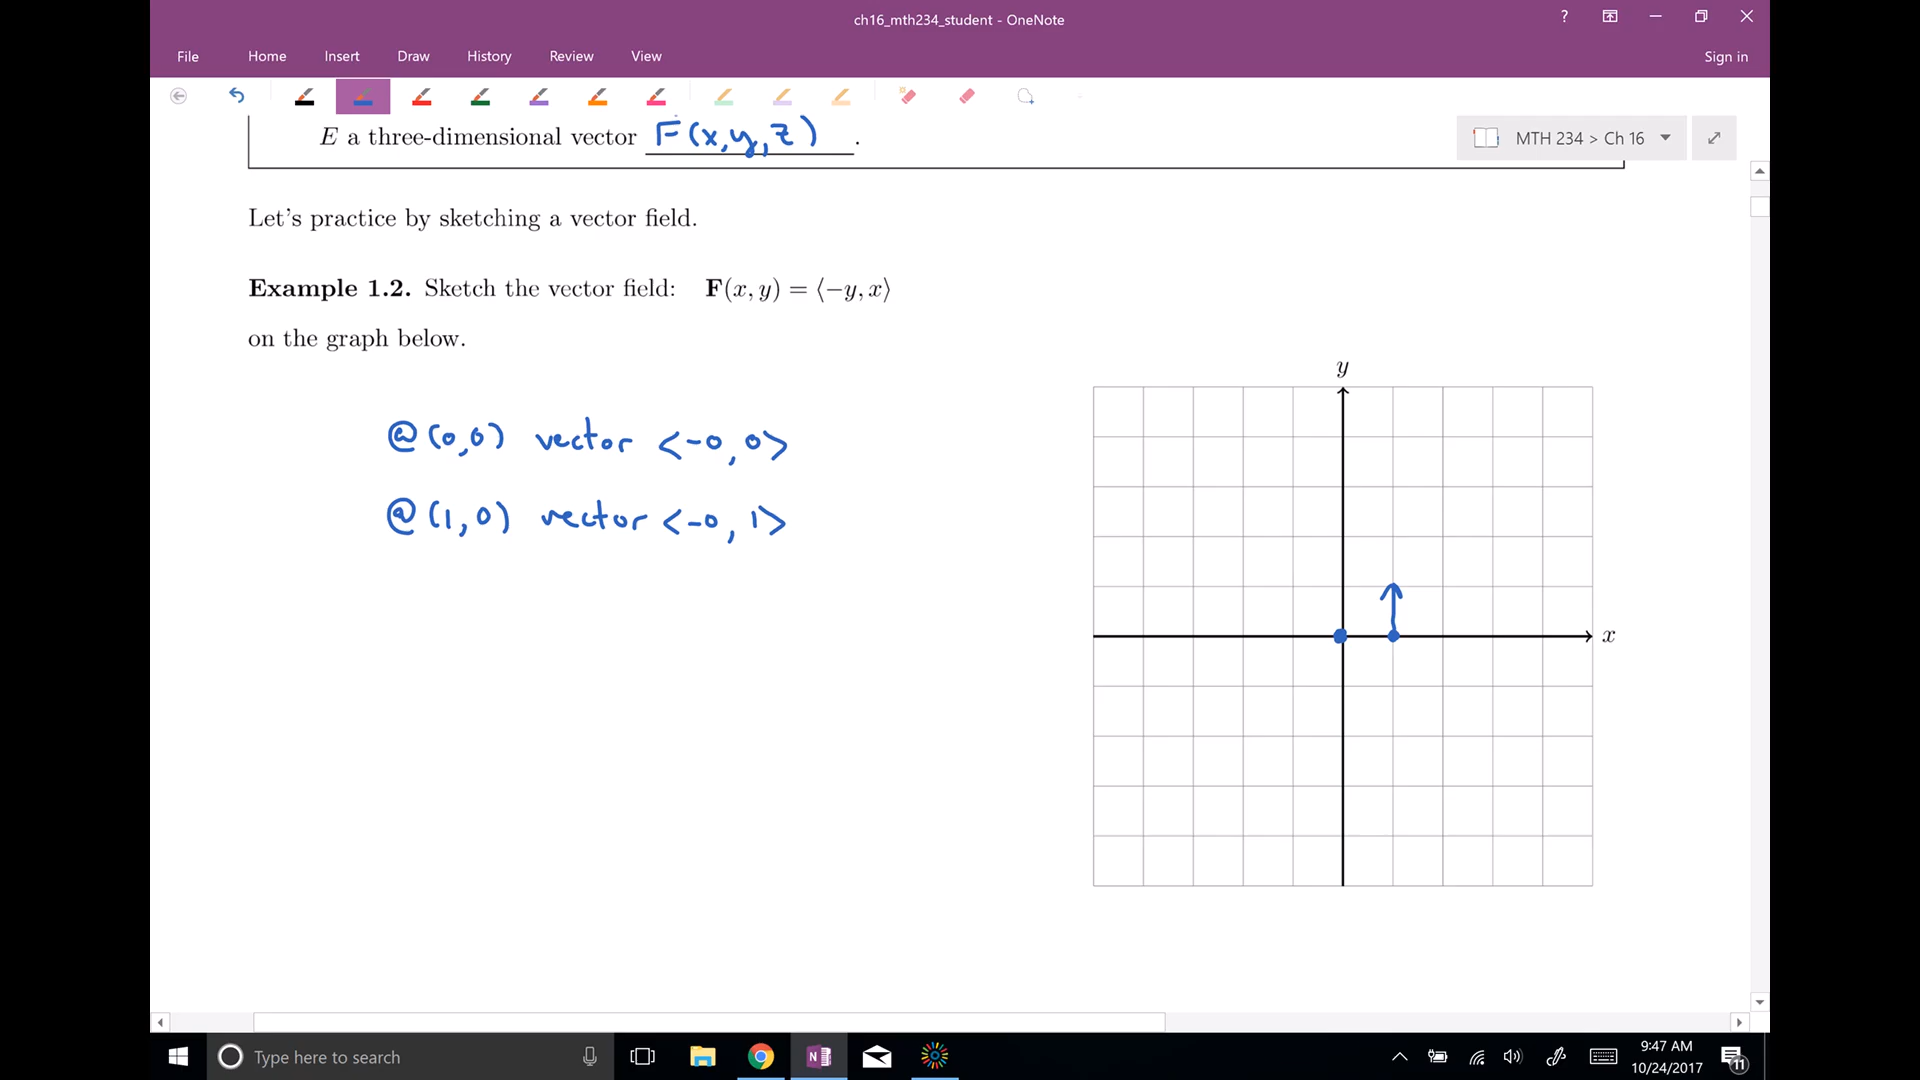 ch16_mth234_student - OneNote
?
File Home Insert Draw History Review View Sign in
E a three-dimensional vector F(x,y,z).
MTH 234 > Ch 16
Let's practice by sketching a vector field.
Example 1.2. Sketch the vector field: F(x, y) = ⟨−y, x⟩
on the graph below.
y
@(0,0) vector <-0, 0>
@(1,0) vector <-0, 1>
x
Type here to search
N
9:47 AM
10/24/2017
11